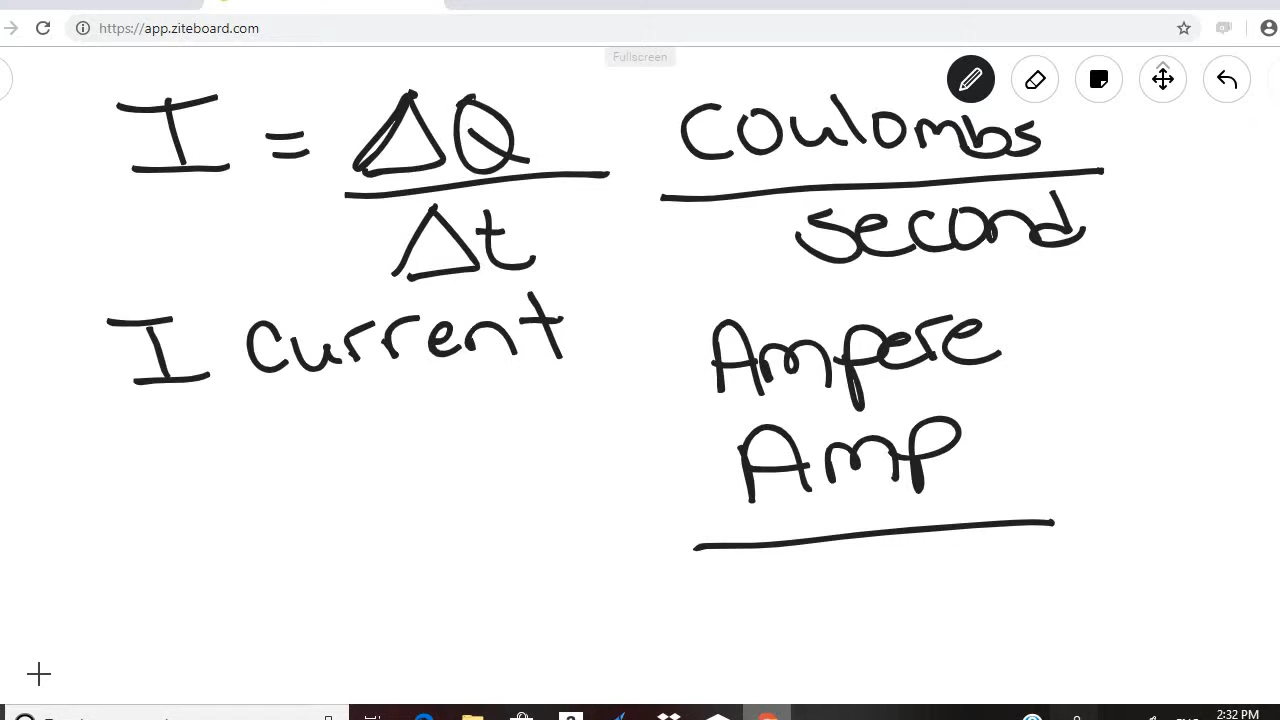 https://app.ziteboard.com
Fullscreen
I = ΔQ Coulombs
Δt second
I current Ampere
Amp
2:32 PM